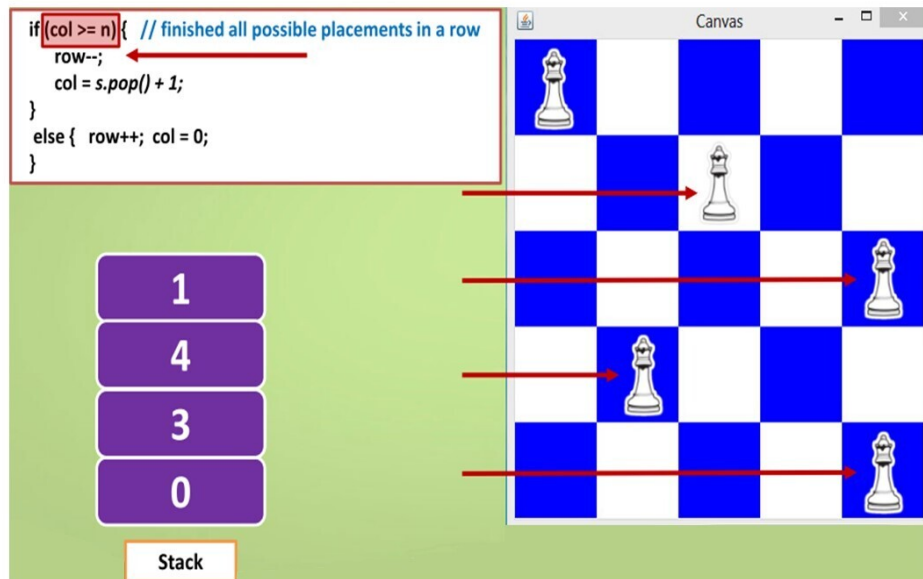 if (col >= n) { // finished all possible placements in a row
row--;
col = s.pop() + 1;
}
else { row++; col = 0;
}
Canvas
1
4
3
0
Stack